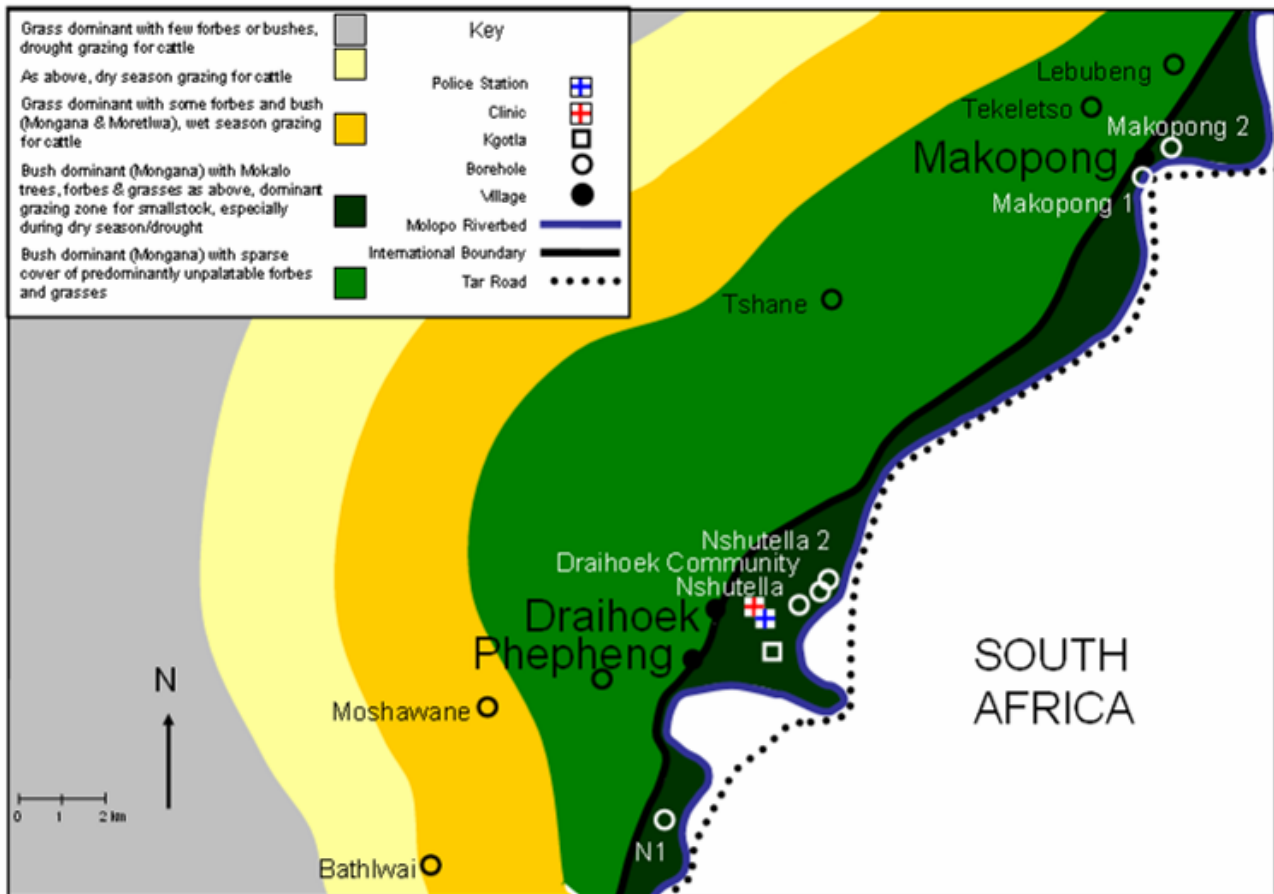 Grass dominant with few forbes or bushes,
drought grazing for cattle
As above, dry season grazing for cattle
Grass dominant with some forbes and bush
(Mongana & Moretlwa), wet season grazing
for cattle
Bush dominant (Mongana) with Mokalo
trees, forbes & grasses as above, dominant
grazing zone for smallstock, especially
during dry season/drought
Bush dominant (Mongana) with sparse
cover of predominantly unpalatable forbes
and grasses
Key
Police Station
Clinic
Kgotla
Borehole
Village
Molopo Riverbed
International Boundary
Tar Road
Lebubeng
Tekeletso
Makopong 2
Makopong
Makopong 1
Tshane
Nshutella 2
Draihoek Community
Nshutella
Draihoek
Phepheng
SOUTH
AFRICA
N
Moshawane
0 1 2 km
N1
Bathlwai